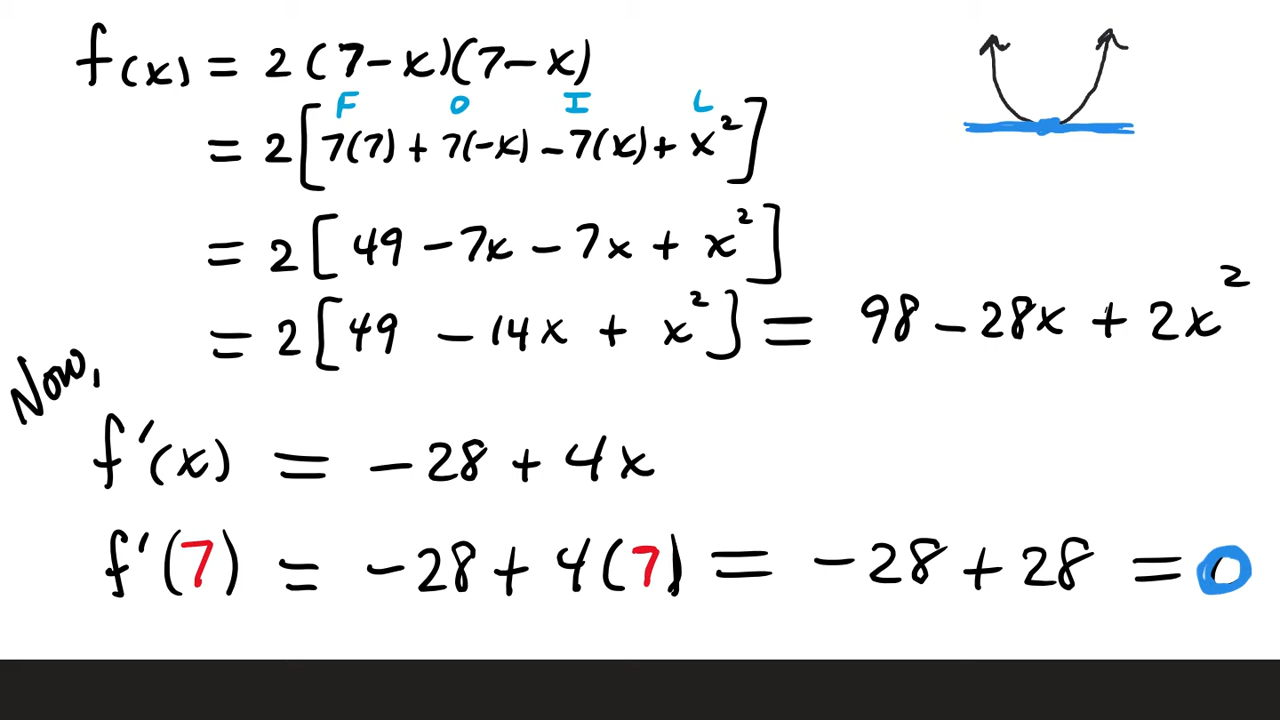 f(x) = 2(7-x)(7-x)
F O I L
= 2[7(7) + 7(-x) - 7(x) + x²]
= 2[49 - 7x - 7x + x²]
= 2[49 - 14x + x²] = 98 - 28x + 2x²
Now,
f'(x) = -28 + 4x
f'(7) = -28 + 4(7) = -28 + 28 = 0